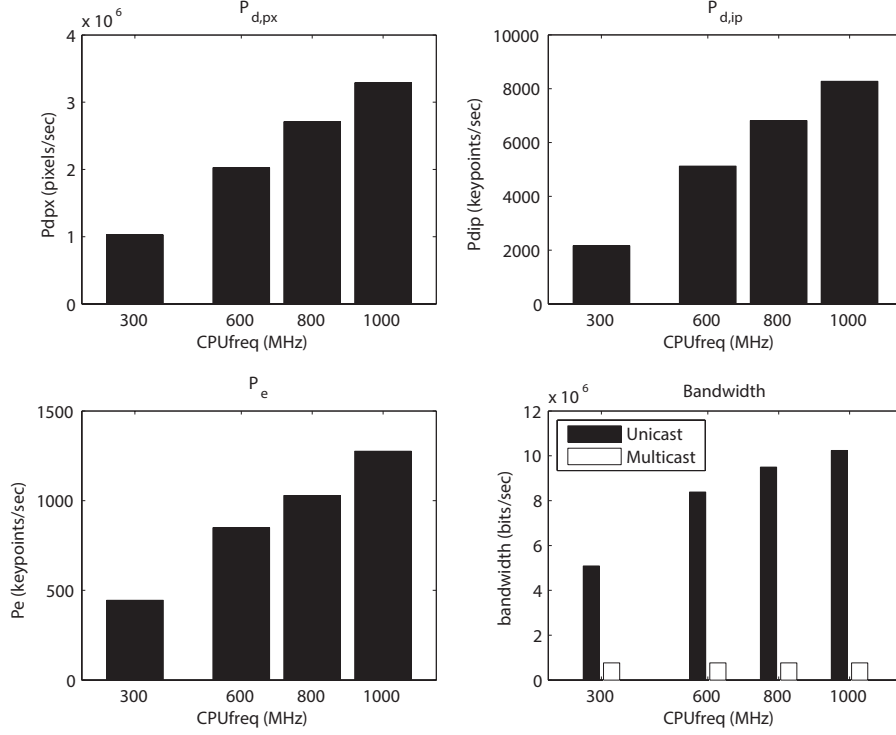 P d,px
x 10 6
4
3
2
1
0
Pdpx (pixels/sec)
300 600 800 1000
CPUfreq (MHz)
P d,ip
10000
8000
6000
4000
2000
0
Pdip (keypoints/sec)
300 600 800 1000
CPUfreq (MHz)
P e
1500
1000
500
0
Pe (keypoints/sec)
300 600 800 1000
CPUfreq (MHz)
Bandwidth
x 10 6
12
10
8
6
4
2
0
bandwidth (bits/sec)
Unicast
Multicast
300 600 800 1000
CPUfreq (MHz)